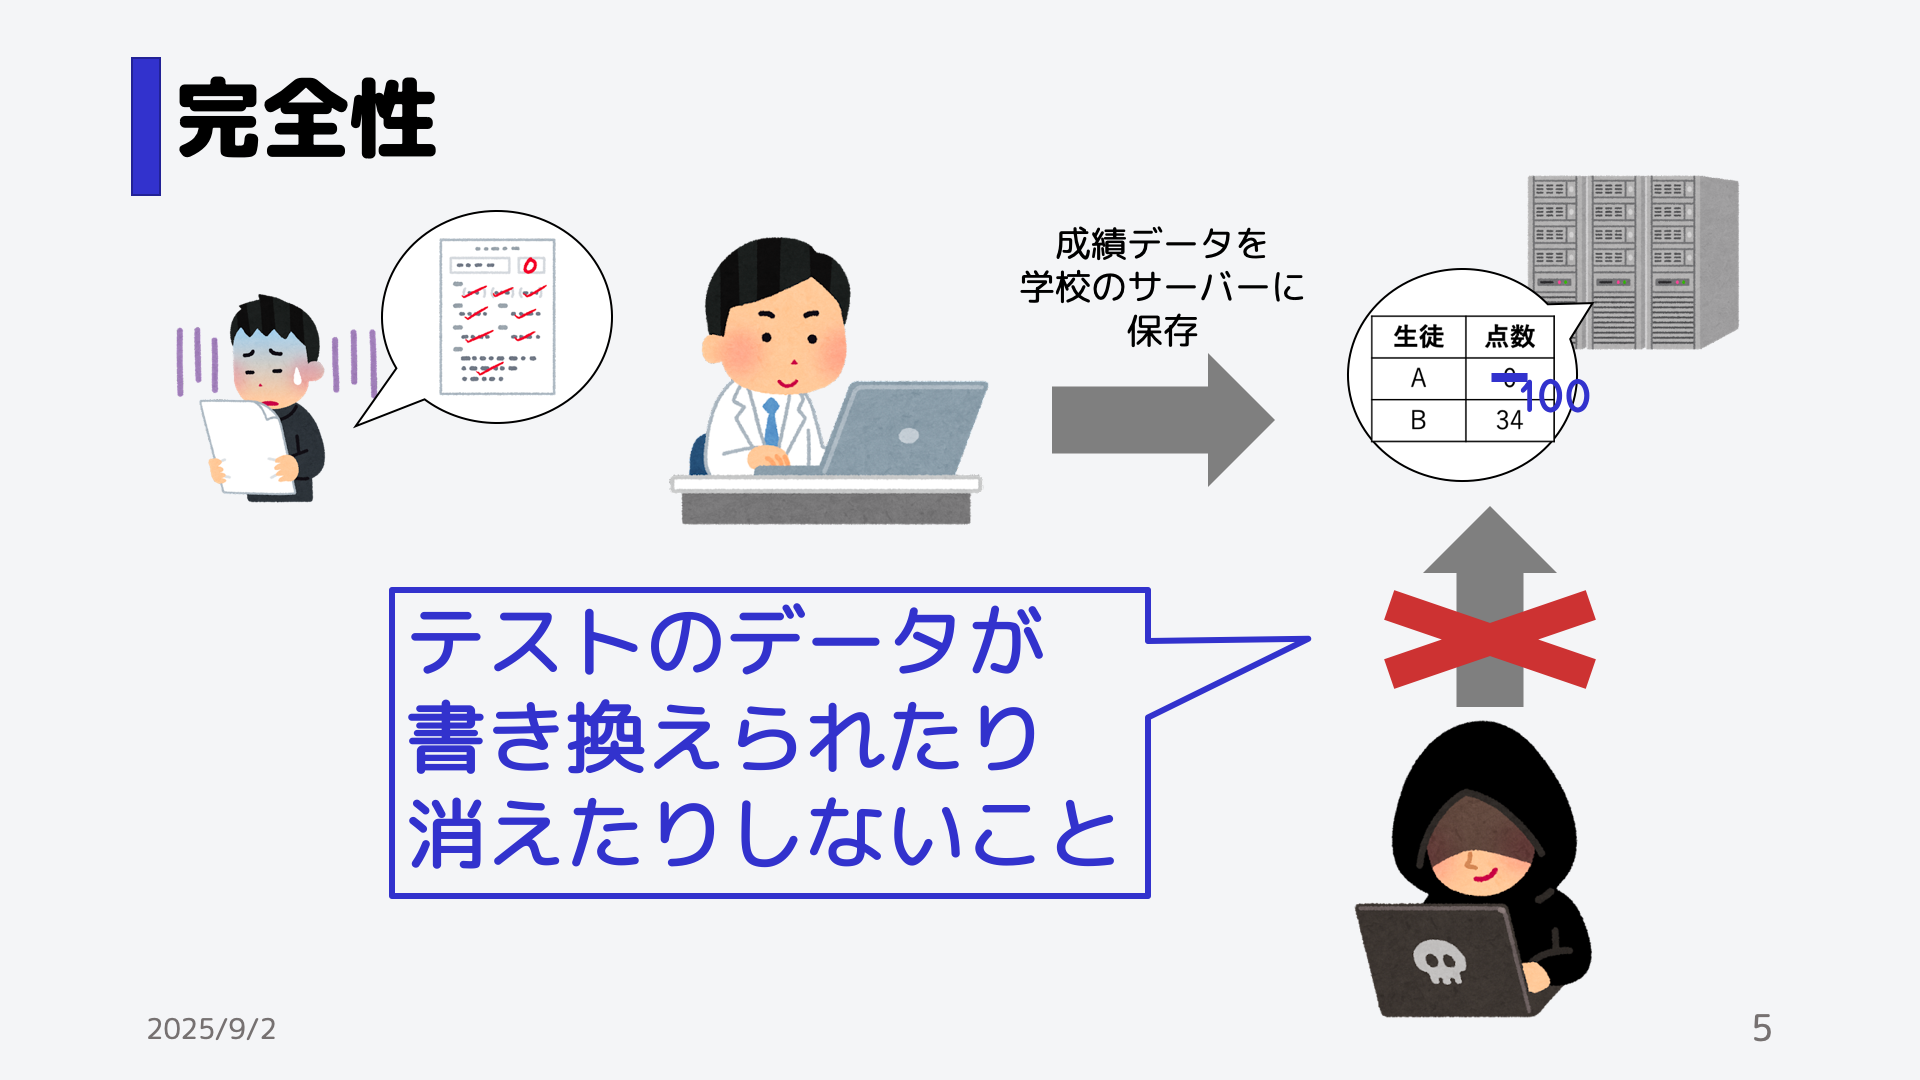 完全性
0
成績データを
学校のサーバーに
保存
生徒 点数
A 0 100
B 34
テストのデータが
書き換えられたり
消えたりしないこと
2025/9/2
5